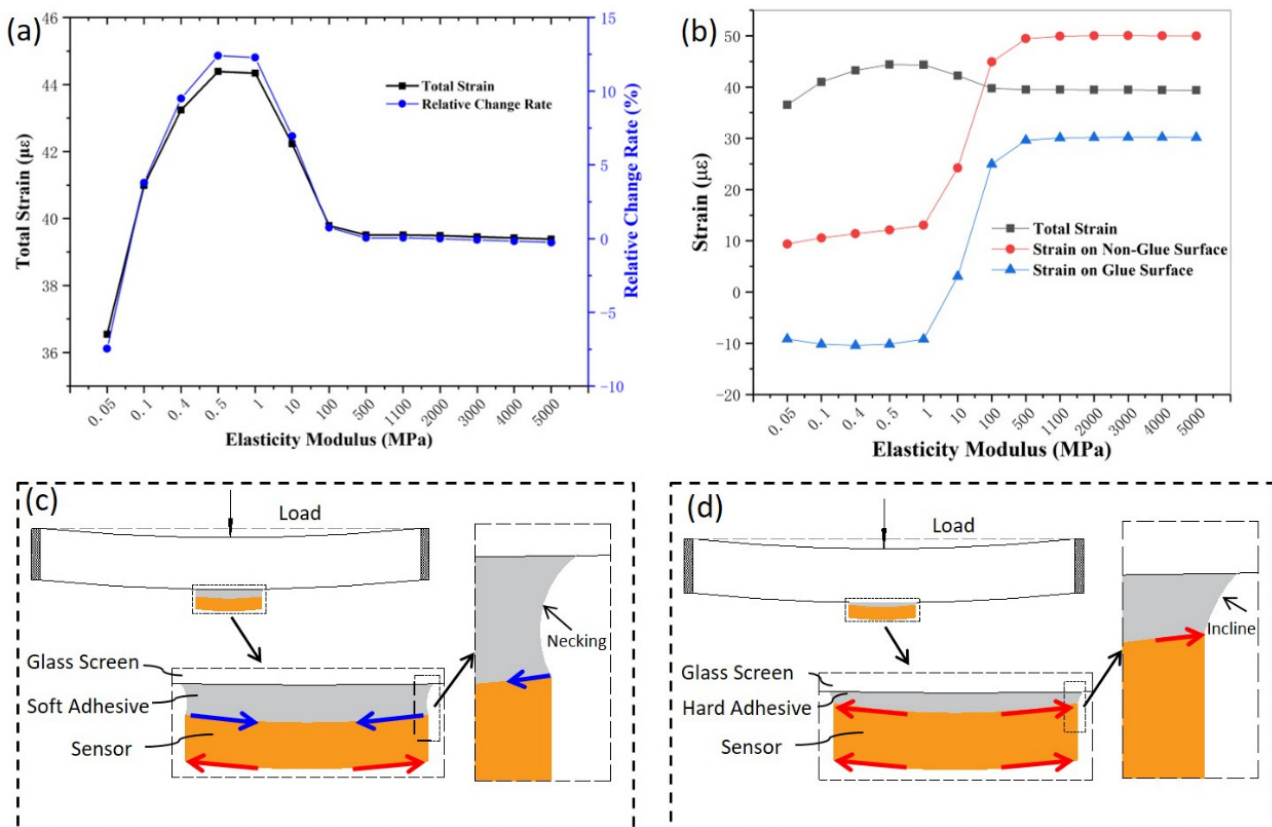 (a)
Total Strain (με)
46
44
42
40
38
36
Total Strain
Relative Change Rate
15
10
5
0
−5
−10
Relative Change Rate (%)
0.05 0.1 0.4 0.5 1 10 100 500 1100 2000 3000 4000 5000
Elasticity Modulus (MPa)
(b)
Strain (με)
50
40
30
20
10
0
−10
−20
Total Strain
Strain on Non-Glue Surface
Strain on Glue Surface
0.05 0.1 0.4 0.5 1 10 100 500 1100 2000 3000 4000 5000
Elasticity Modulus (MPa)
(c)
Load
Necking
Glass Screen
Soft Adhesive
Sensor
(d)
Load
Incline
Glass Screen
Hard Adhesive
Sensor